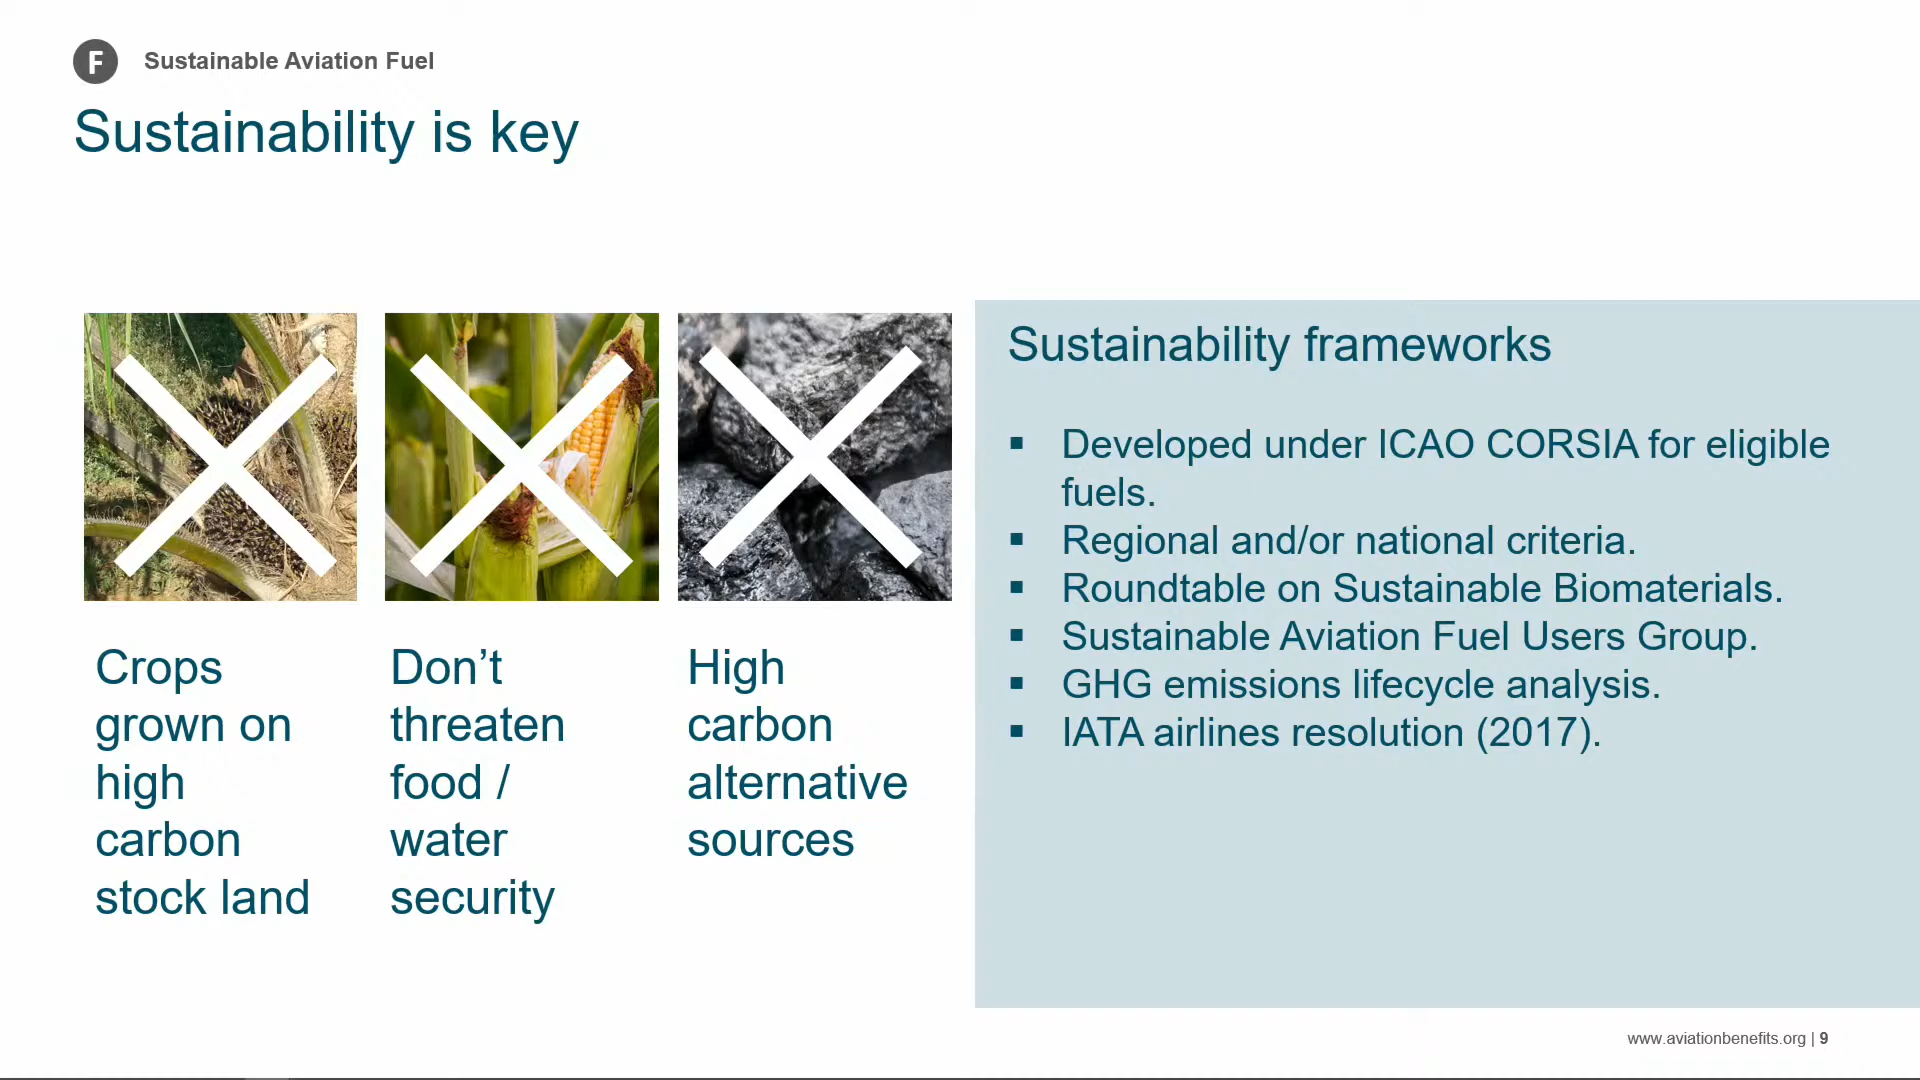 F
Sustainable Aviation Fuel
Sustainability is key
Crops
grown on
high
carbon
stock land
Don’t
threaten
food /
water
security
High
carbon
alternative
sources
Sustainability frameworks
▪ Developed under ICAO CORSIA for eligible
fuels.
▪ Regional and/or national criteria.
▪ Roundtable on Sustainable Biomaterials.
▪ Sustainable Aviation Fuel Users Group.
▪ GHG emissions lifecycle analysis.
▪ IATA airlines resolution (2017).
www.aviationbenefits.org | 9